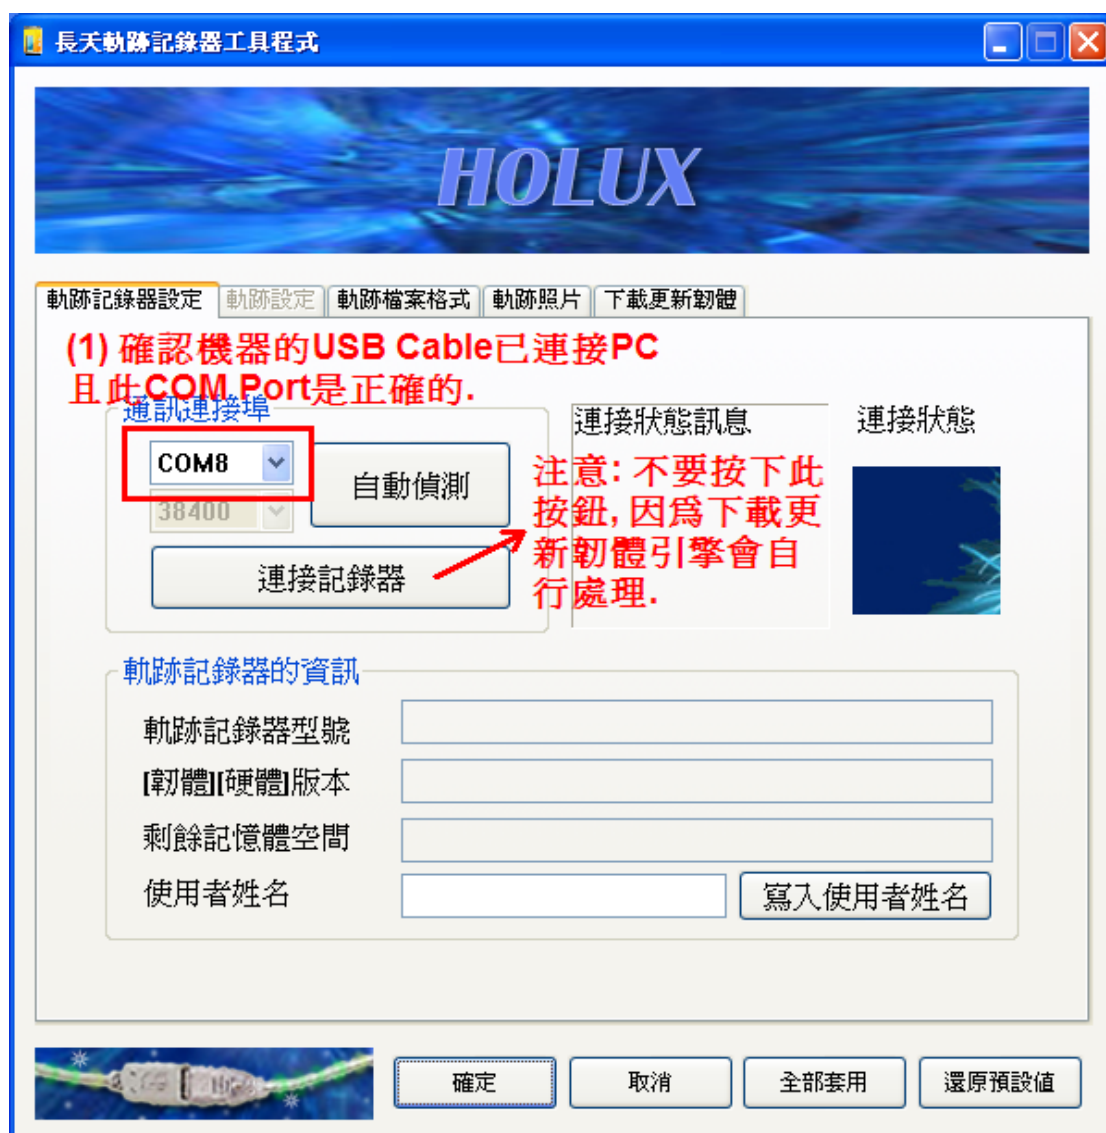 長天軌跡記錄器工具程式
HOLUX
軌跡記錄器設定
軌跡設定
軌跡檔案格式
軌跡照片
下載更新韌體
(1) 確認機器的USB Cable已連接PC
且此COM Port是正確的.
通訊連接埠
COM8
38400
自動偵測
連接記錄器
連接狀態訊息
注意: 不要按下此
按鈕, 因爲下載更
新韌體引擎會自
行處理.
連接狀態
軌跡記錄器的資訊
軌跡記錄器型號
[韌體][硬體]版本
剩餘記憶體空間
使用者姓名
寫入使用者姓名
確定
取消
全部套用
還原預設値